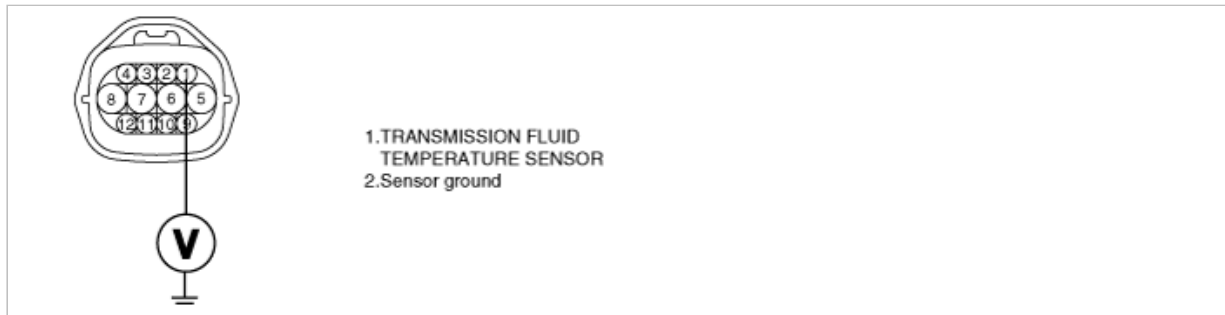 4 3 2 1
8 7 6 5
12 11 10 9
1.TRANSMISSION FLUID
TEMPERATURE SENSOR
2.Sensor ground
V